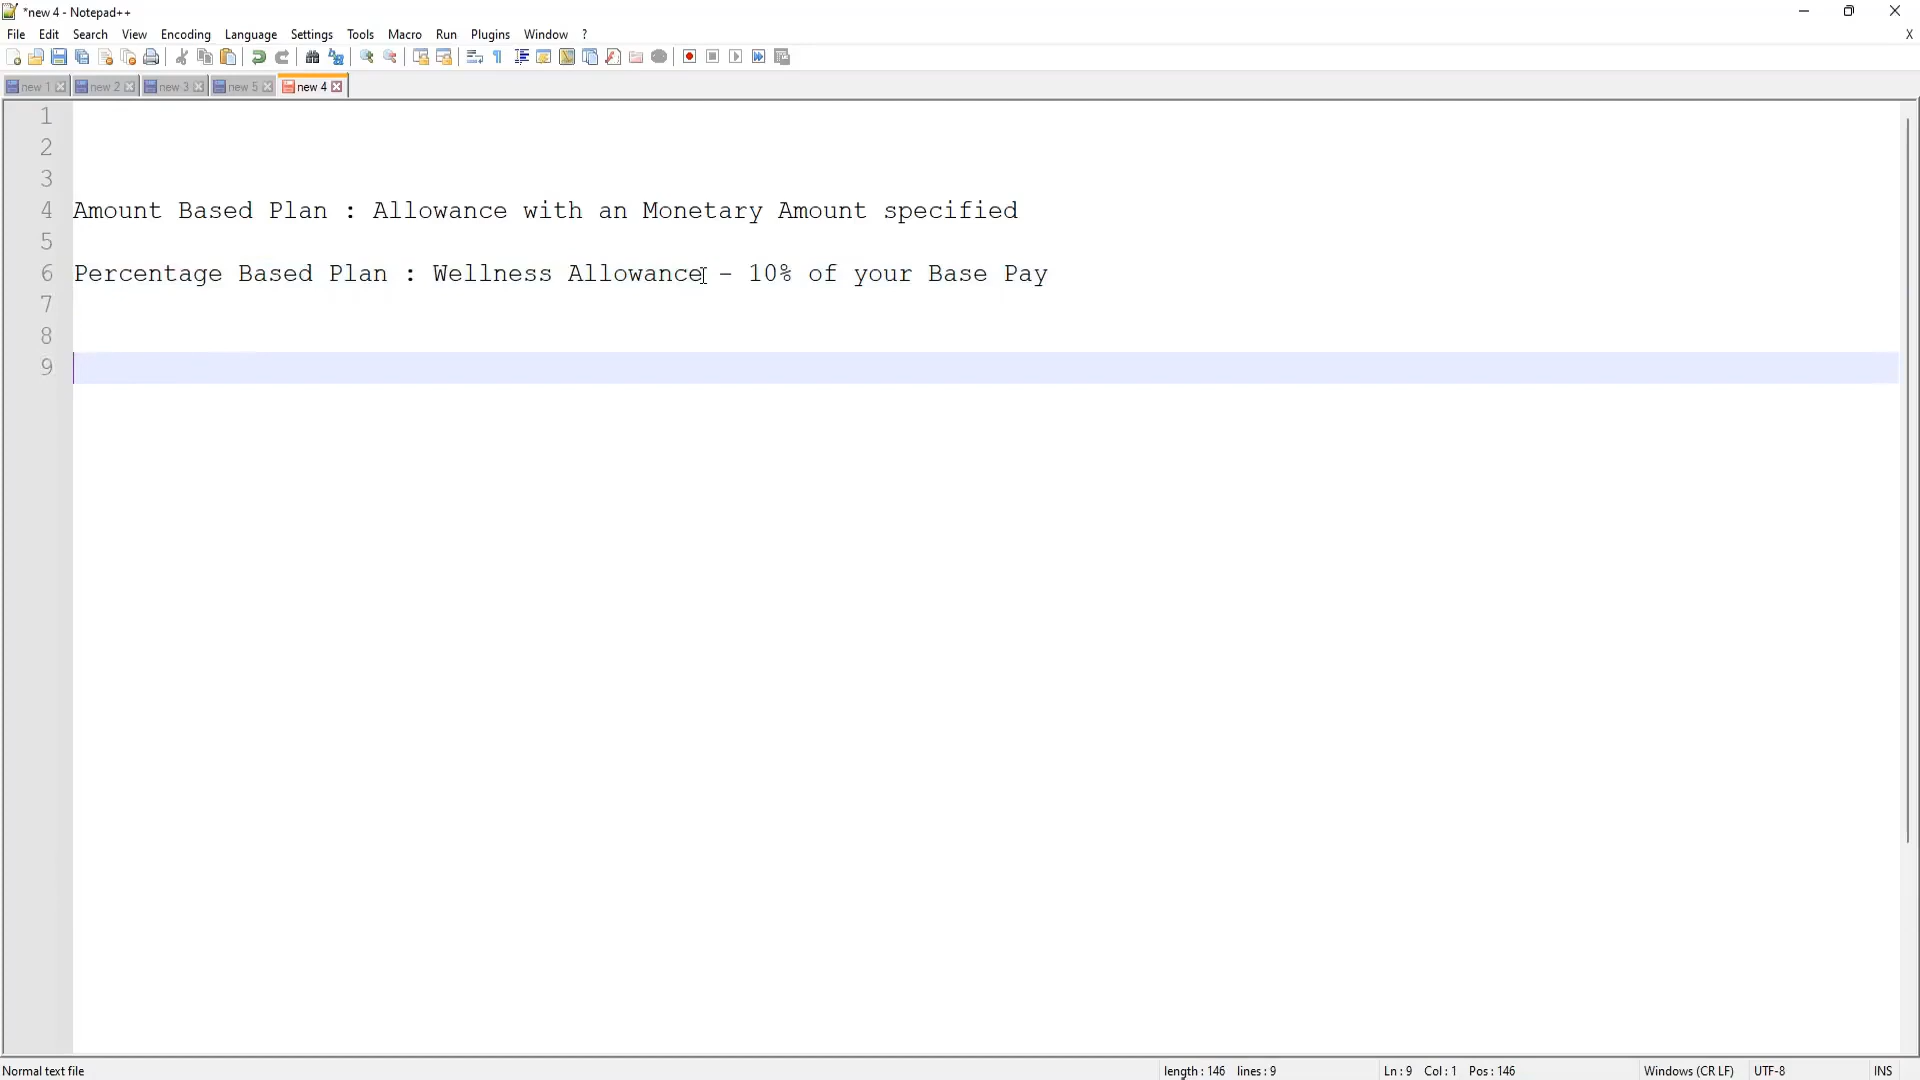 *new 4 - Notepad++
File Edit Search View Encoding Language Settings Tools Macro Run Plugins Window ? X
new 1 new 2 new 3 new 5 new 4
1
2
3
4 Amount Based Plan : Allowance with an Monetary Amount specified
5
6 Percentage Based Plan : Wellness Allowance - 10% of your Base Pay
7
8
9
Normal text file length : 146 lines : 9 Ln : 9 Col : 1 Pos : 146 Windows (CR LF) UTF-8 INS